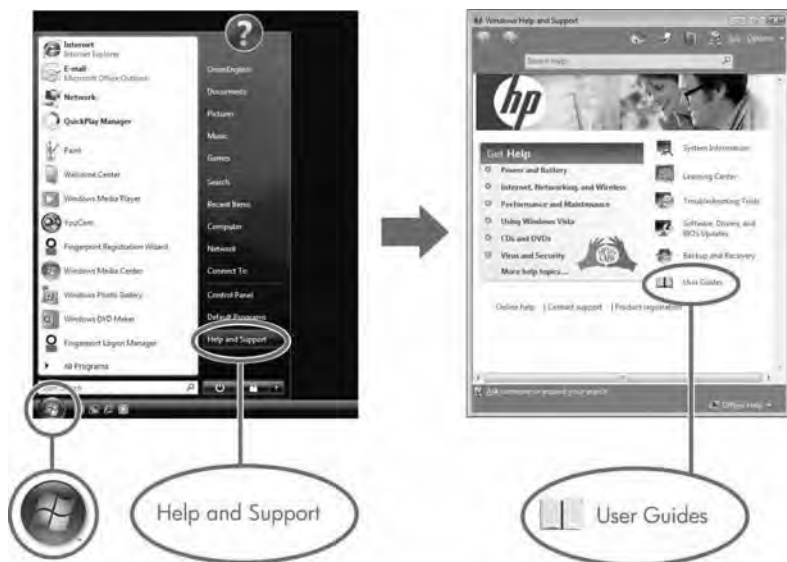 ?
Internet
Internet Explorer
E-mail
Microsoft Office Outlook
Network
QuickPlay Manager
Paint
Welcome Center
Windows Media Player
YouCam
Fingerprint Registration Wizard
Windows Media Center
Windows Photo Gallery
Windows DVD Maker
Fingerprint Logon Manager
All Programs
Documents
Pictures
Music
Games
Search
Recent Items
Computer
Network
Connect To
Control Panel
Default Programs
Help and Support
Help and Support
Windows Help and Support
Ask Options
Search Help
hp
Get Help
Power and Battery
Internet, Networking, and Wireless
Performance and Maintenance
Using Windows Vista
CDs and DVDs
Virus and Security
More help topics...
System Information
Learning Center
Troubleshooting Tools
Software, Drivers, and
BIOS Updates
Backup and Recovery
User Guides
Online help | Contact support | Product registration
Ask someone or expand your search
Offline Help
User Guides